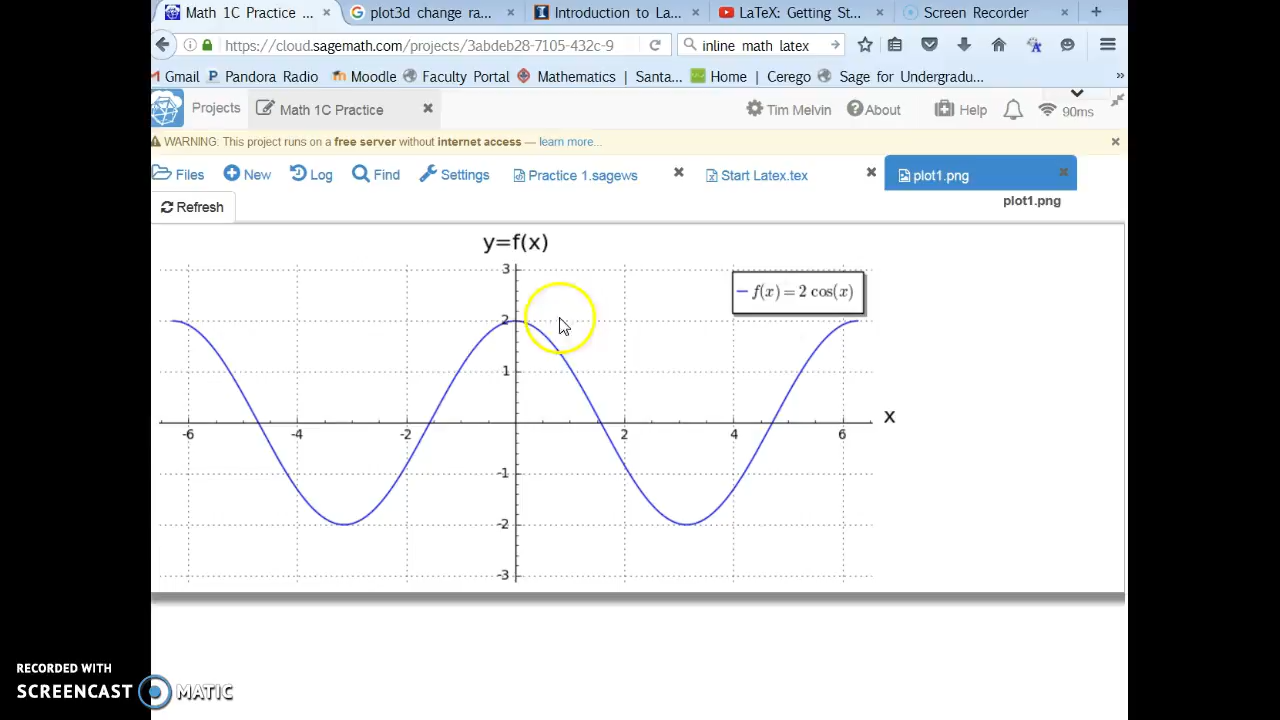 Math 1C Practice ...
plot3d change ra...
Introduction to La...
LaTeX: Getting St...
Screen Recorder
https://cloud.sagemath.com/projects/3abdeb28-7105-432c-9
inline math latex
Gmail
Pandora Radio
Moodle
Faculty Portal
Mathematics | Santa...
Home | Cerego
Sage for Undergradu...
Projects
Math 1C Practice
Tim Melvin
About
Help
90ms
WARNING: This project runs on a free server without internet access — learn more...
Files
New
Log
Find
Settings
Practice 1.sagews
Start Latex.tex
plot1.png
Refresh
plot1.png
y=f(x)
f(x) = 2 cos(x)
3
2
1
-1
-2
-3
-6
-4
-2
2
4
6
x
RECORDED WITH
SCREENCAST MATIC